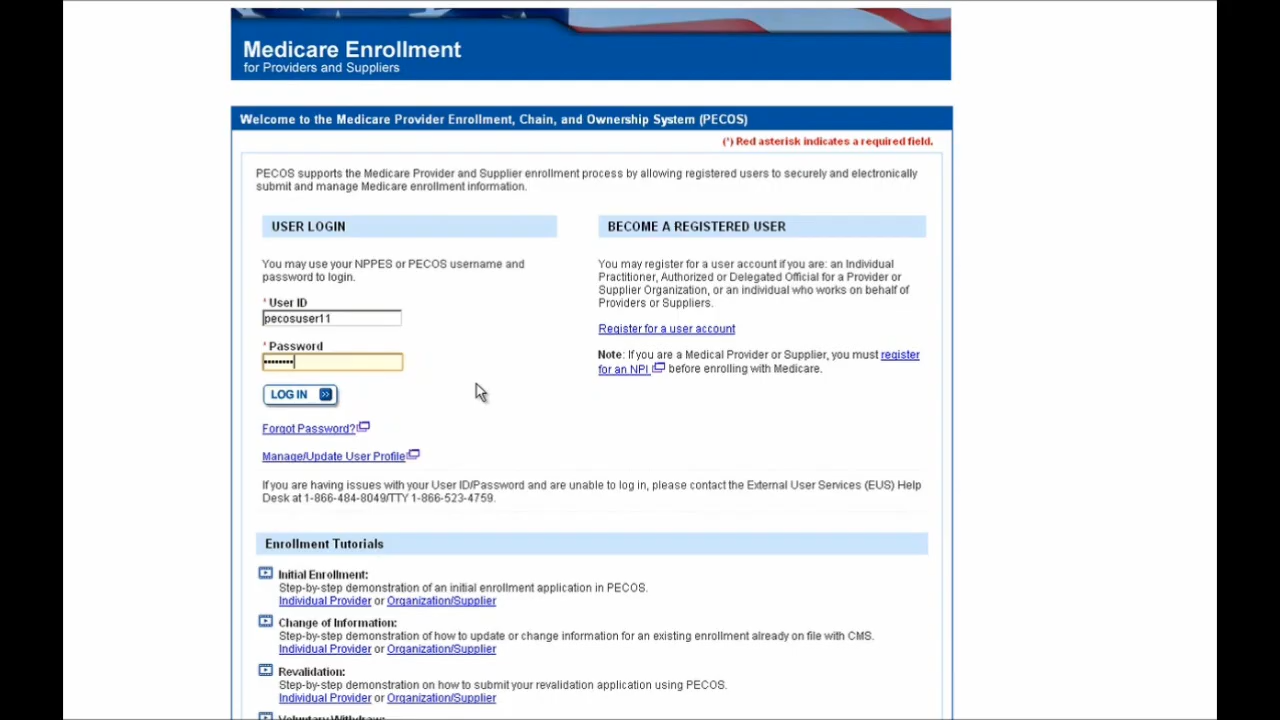 Medicare Enrollment
for Providers and Suppliers
Welcome to the Medicare Provider Enrollment, Chain, and Ownership System (PECOS)
(*) Red asterisk indicates a required field.
PECOS supports the Medicare Provider and Supplier enrollment process by allowing registered users to securely and electronically
submit and manage Medicare enrollment information.
USER LOGIN
You may use your NPPES or PECOS username and
password to login.
* User ID
pecosuser11
* Password
••••••••
LOG IN
Forgot Password?
Manage/Update User Profile
BECOME A REGISTERED USER
You may register for a user account if you are: an Individual
Practitioner, Authorized or Delegated Official for a Provider or
Supplier Organization, or an individual who works on behalf of
Providers or Suppliers.
Register for a user account
Note: If you are a Medical Provider or Supplier, you must register
for an NPI before enrolling with Medicare.
If you are having issues with your User ID/Password and are unable to log in, please contact the External User Services (EUS) Help
Desk at 1-866-484-8049/TTY 1-866-523-4759.
Enrollment Tutorials
Initial Enrollment:
Step-by-step demonstration of an initial enrollment application in PECOS.
Individual Provider or Organization/Supplier
Change of Information:
Step-by-step demonstration of how to update or change information for an existing enrollment already on file with CMS.
Individual Provider or Organization/Supplier
Revalidation:
Step-by-step demonstration on how to submit your revalidation application using PECOS.
Individual Provider or Organization/Supplier